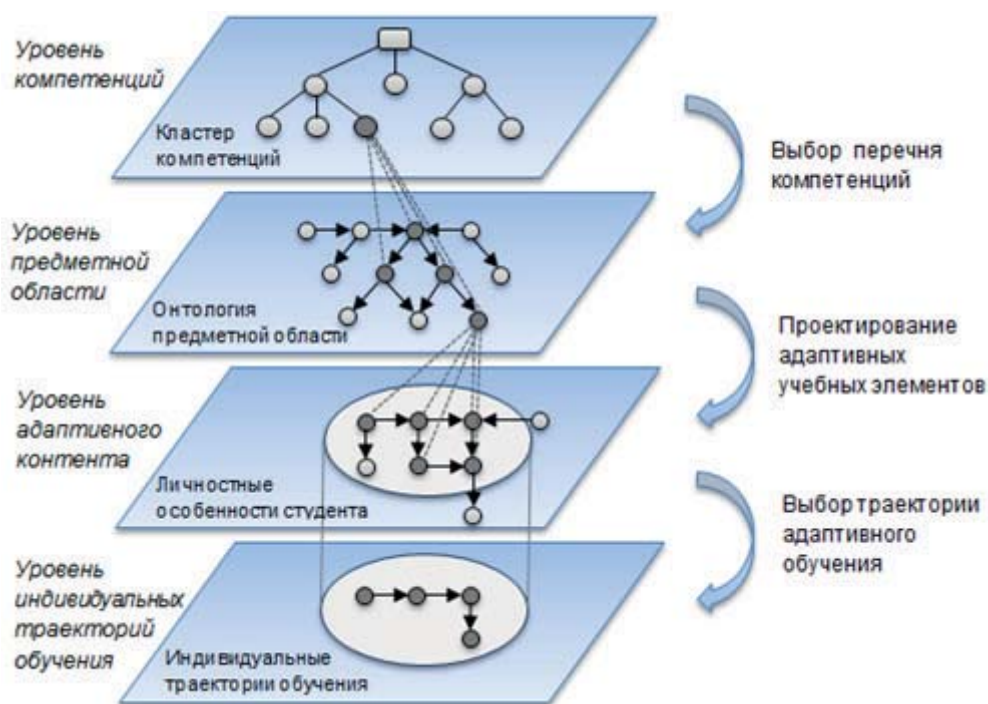 Уровень
компетенций
Кластер
компетенций
Выбор перечня
компетенций
Уровень
предметной
области
Онтология
предметной области
Проектирование
адаптивных
учебных элементов
Уровень
адаптивного
контента
Личностные
особенности студента
Выбор траектории
адаптивного
обучения
Уровень
индивидуальных
траекторий
обучения
Индивидуальные
траектории обучения